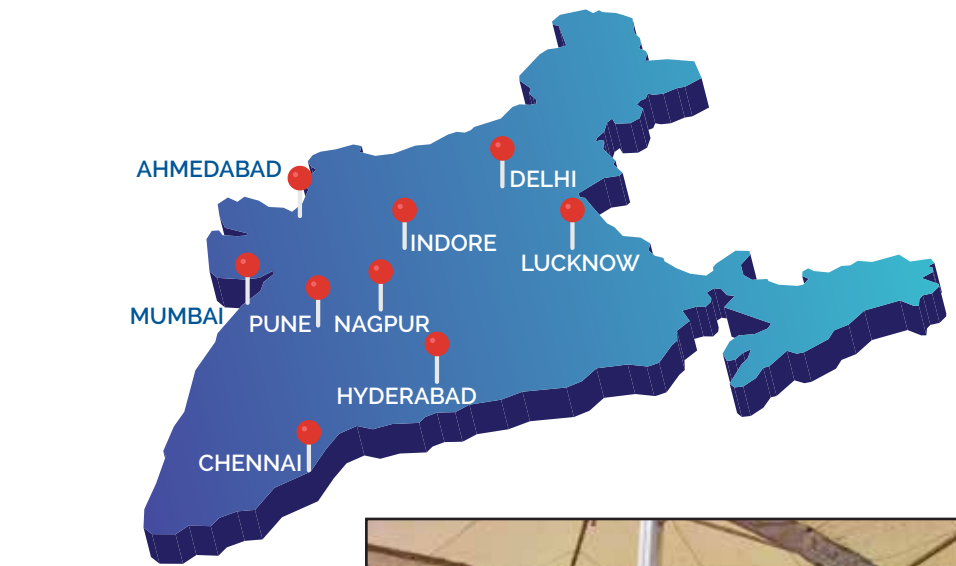 AHMEDABAD
DELHI
INDORE
LUCKNOW
MUMBAI
PUNE
NAGPUR
HYDERABAD
CHENNAI